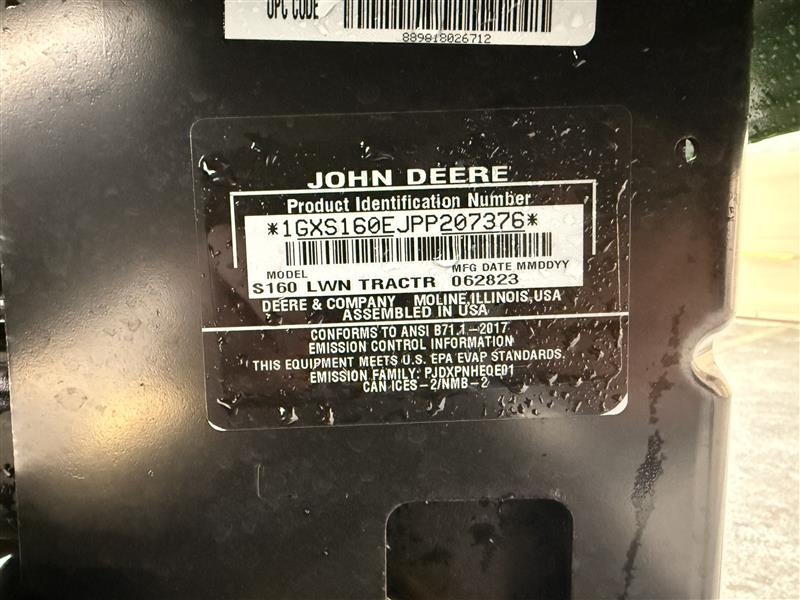 UPC CODE
889818026712
JOHN DEERE
Product Identification Number
*1GXS160EJPP207376*
MODEL MFG DATE MMDDYY
S160 LWN TRACTR 062823
DEERE & COMPANY MOLINE,ILLINOIS,USA
ASSEMBLED IN USA
CONFORMS TO ANSI B71.1-2017
EMISSION CONTROL INFORMATION
THIS EQUIPMENT MEETS U.S. EPA EVAP STANDARDS.
EMISSION FAMILY: PJDXPNHEQE01
CAN ICES-2/NMB-2